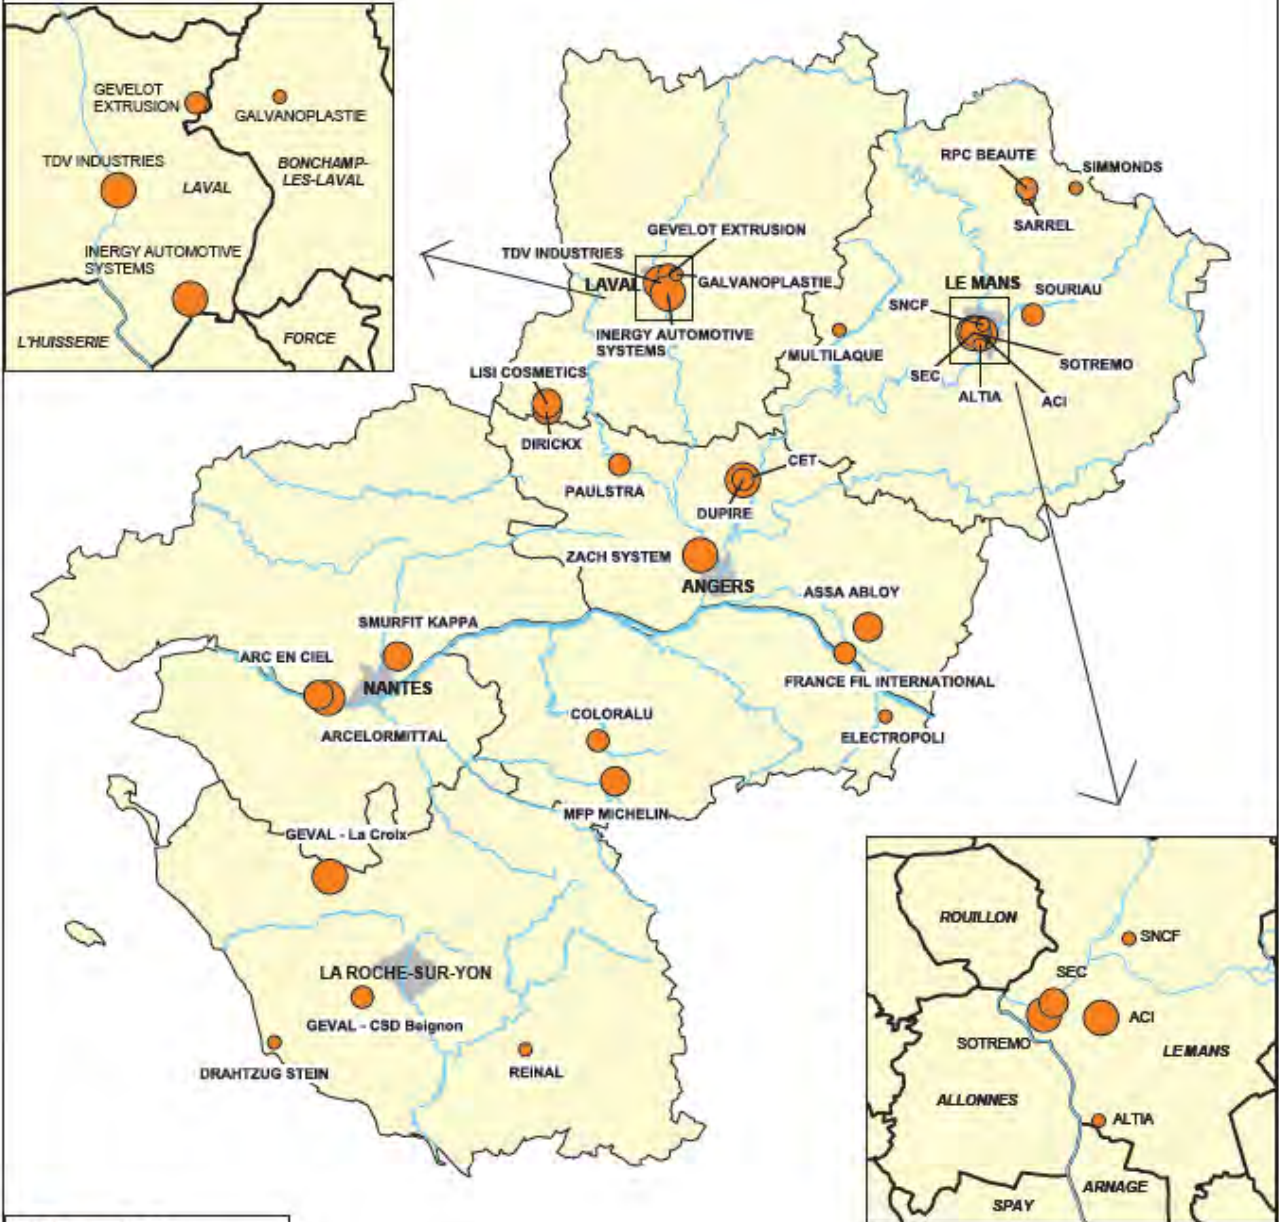 GEVELOT
EXTRUSION
GALVANOPLASTIE
TDV INDUSTRIES
LAVAL
BONCHAMP-
LES-LAVAL
INERGY AUTOMOTIVE
SYSTEMS
L'HUISSERIE
FORCE
RPC BEAUTE
SIMMONDS
SARREL
GEVELOT EXTRUSION
TDV INDUSTRIES
LAVAL
GALVANOPLASTIE
INERGY AUTOMOTIVE
SYSTEMS
LE MANS
SOURIAU
SNCF
MULTILAQUE
SEC
SOTREMO
ALTIA
ACI
LISI COSMETICS
DIRICKX
PAULSTRA
CET
DUPIRE
ZACH SYSTEM
ANGERS
ASSA ABLOY
SMURFIT KAPPA
ARC EN CIEL
NANTES
FRANCE FIL INTERNATIONAL
ARCELORMITTAL
COLORALU
ELECTROPOLI
MFP MICHELIN
GEVAL - La Croix
LA ROCHE-SUR-YON
GEVAL - CSD Beignon
DRAHTZUG STEIN
REINAL
ROUILLON
SNCF
SEC
ACI
SOTREMO
LE MANS
ALLONNES
ALTIA
ARNAGE
SPAY